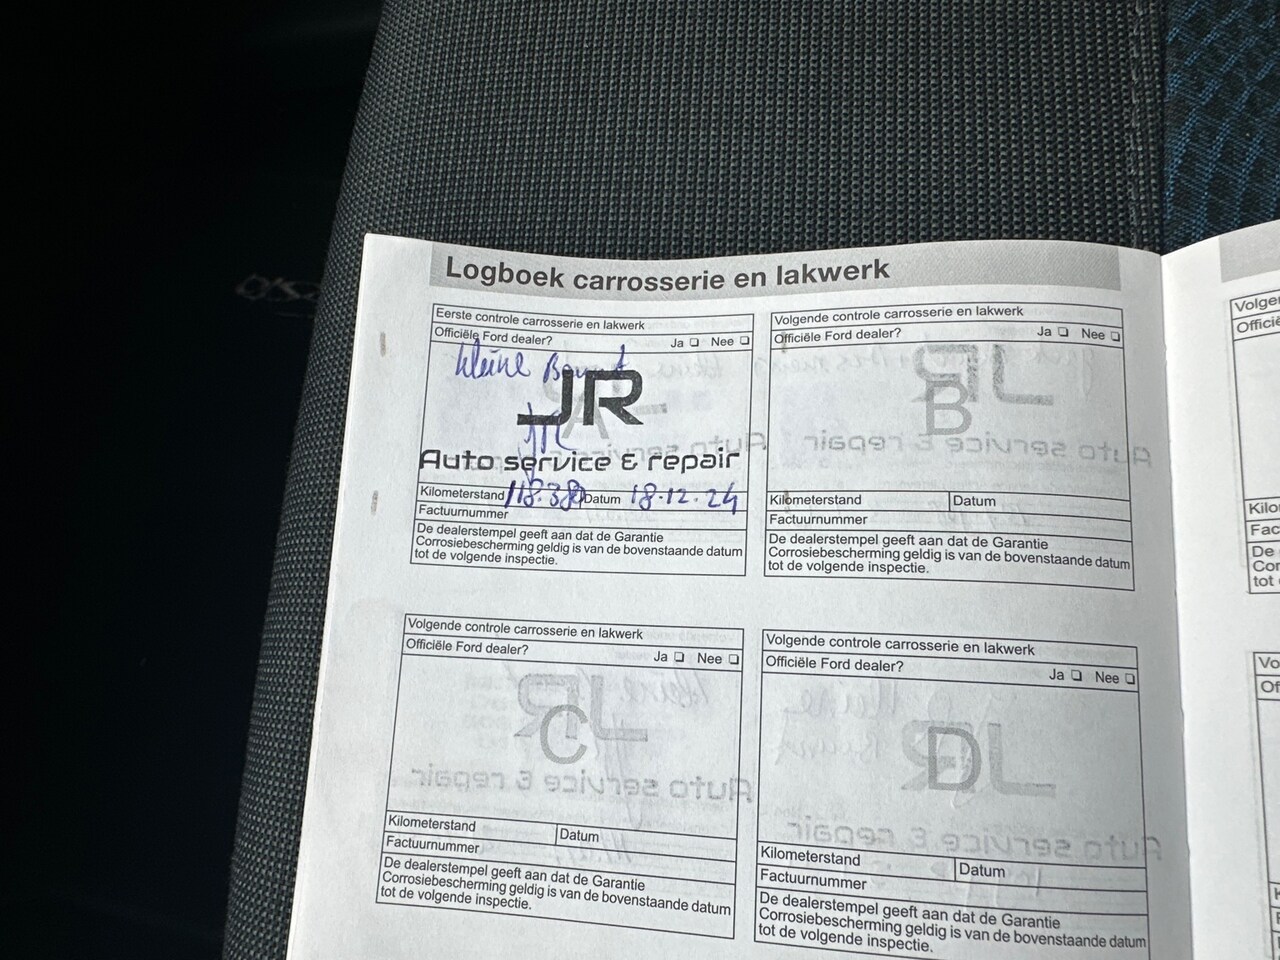 Logboek carrosserie en lakwerk
Eerste controle carrosserie en lakwerk
Officiële Ford dealer? Ja ❑ Nee ❑
kleine Beurt
JR
Auto service & repair
Kilometerstand Datum 18-12-24
Factuurnummer
De dealerstempel geeft aan dat de Garantie
Corrosiebescherming geldig is van de bovenstaande datum
tot de volgende inspectie.
Volgende controle carrosserie en lakwerk
Officiële Ford dealer? Ja ❑ Nee ❑
B
Kilometerstand Datum
Factuurnummer
De dealerstempel geeft aan dat de Garantie
Corrosiebescherming geldig is van de bovenstaande datum
tot de volgende inspectie.
Volgende controle carrosserie en lakwerk
Officiële Ford dealer? Ja ❑ Nee ❑
C
Kilometerstand Datum
Factuurnummer
De dealerstempel geeft aan dat de Garantie
Corrosiebescherming geldig is van de bovenstaande datum
tot de volgende inspectie.
Volgende controle carrosserie en lakwerk
Officiële Ford dealer? Ja ❑ Nee ❑
D
Kilometerstand Datum
Factuurnummer
De dealerstempel geeft aan dat de Garantie
Corrosiebescherming geldig is van de bovenstaande datum
tot de volgende inspectie.